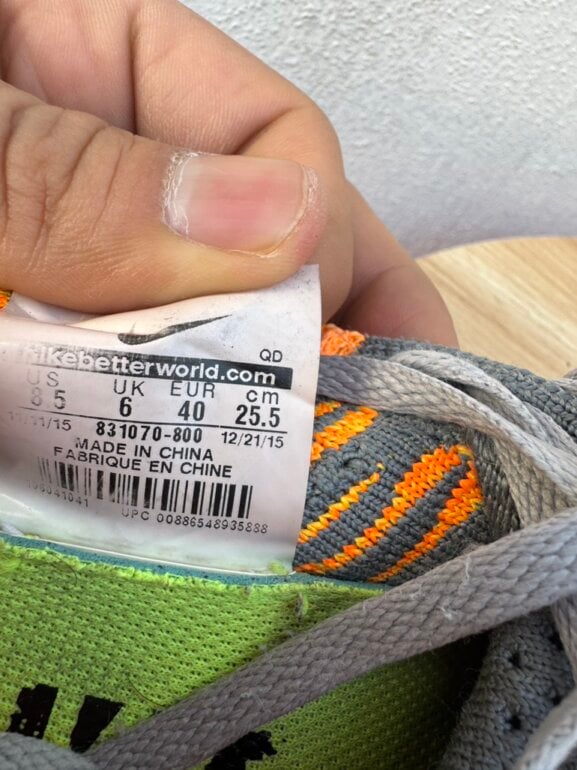 QD
nikebetterworld.com
US UK EUR cm
8.5 6 40 25.5
11/11/15 831070-800 12/21/15
MADE IN CHINA
FABRIQUE EN CHINE
UPC 00886548935888